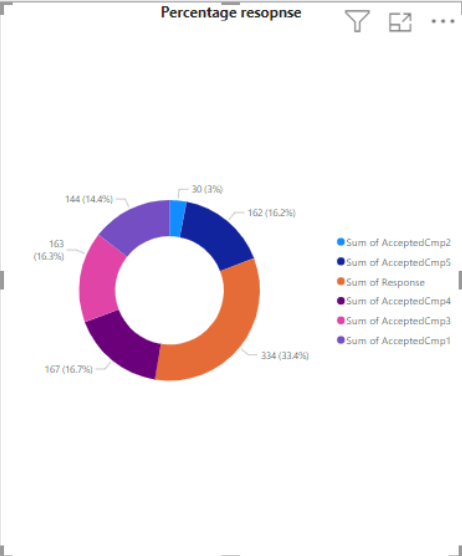 Percentage resopnse
30 (3%)
144 (14.4%)
162 (16.2%)
163
(16.3%)
Sum of AcceptedCmp2
Sum of AcceptedCmp5
Sum of Response
Sum of AcceptedCmp4
Sum of AcceptedCmp3
Sum of AcceptedCmp1
334 (33.4%)
167 (16.7%)